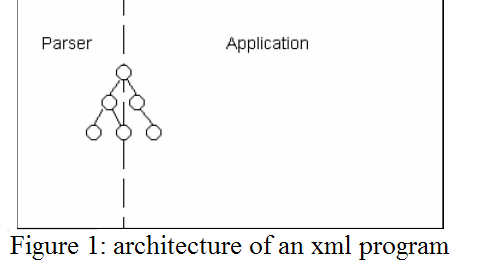 Parser Application
Figure 1: architecture of an xml program